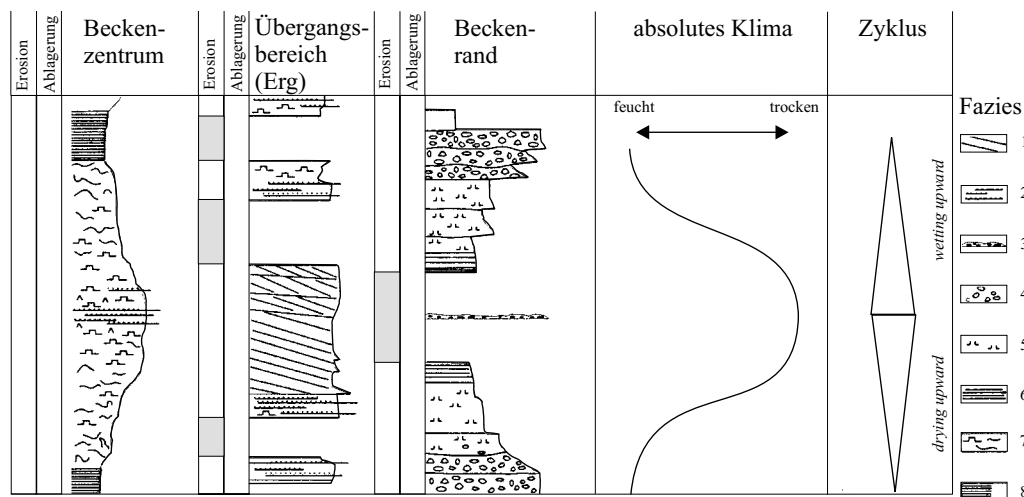 Erosion
Ablagerung
Becken-
zentrum
Erosion
Ablagerung
Übergangs-
bereich
(Erg)
Erosion
Ablagerung
Becken-
rand
absolutes Klima
Zyklus
feucht
trocken
wetting upward
drying upward
Fazies
1
2
3
4
5
6
7
8